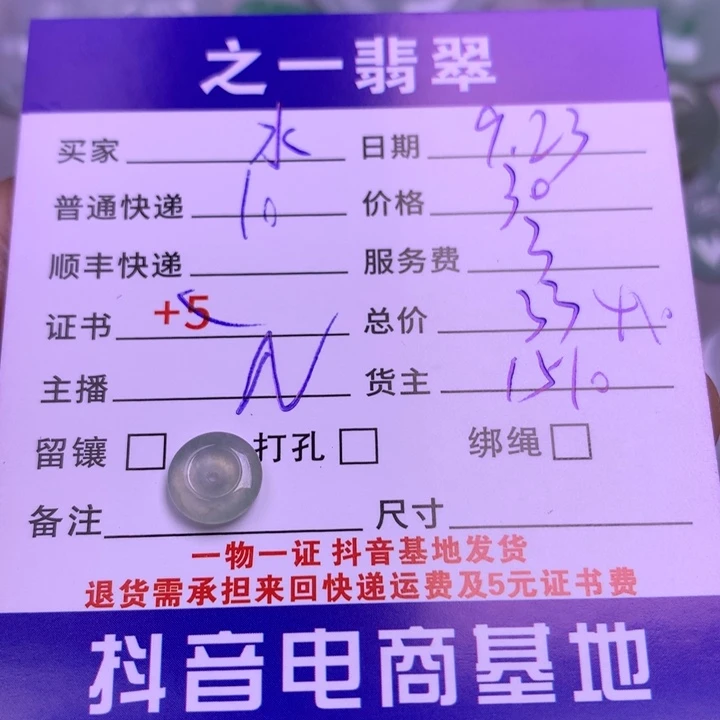 之一翡翠
买家 水 日期 9.23
普通快递 10 价格 30
顺丰快递 服务费 3
证书 +5 总价 33
主播 N 货主 1510
留镶 打孔 绑绳
备注 尺寸
一物一证 抖音基地发货
退货需承担来回快递运费及5元证书费
抖音电商基地